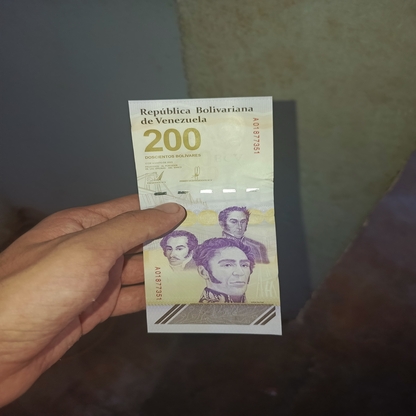 República Bolivariana
de Venezuela
200
DOSCIENTOS BOLÍVARES
A01877351
A01877351